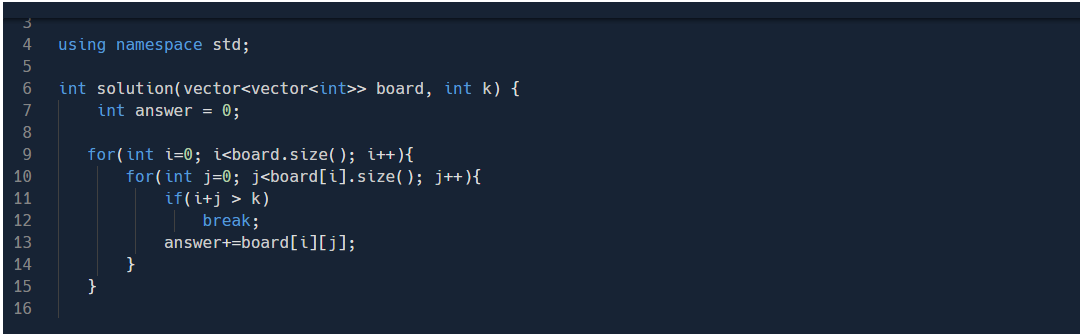 3
4 using namespace std;
5
6 int solution(vector<vector<int>> board, int k) {
7     int answer = 0;
8
9    for(int i=0; i<board.size(); i++){
10        for(int j=0; j<board[i].size(); j++){
11            if(i+j > k)
12                break;
13            answer+=board[i][j];
14        }
15    }
16